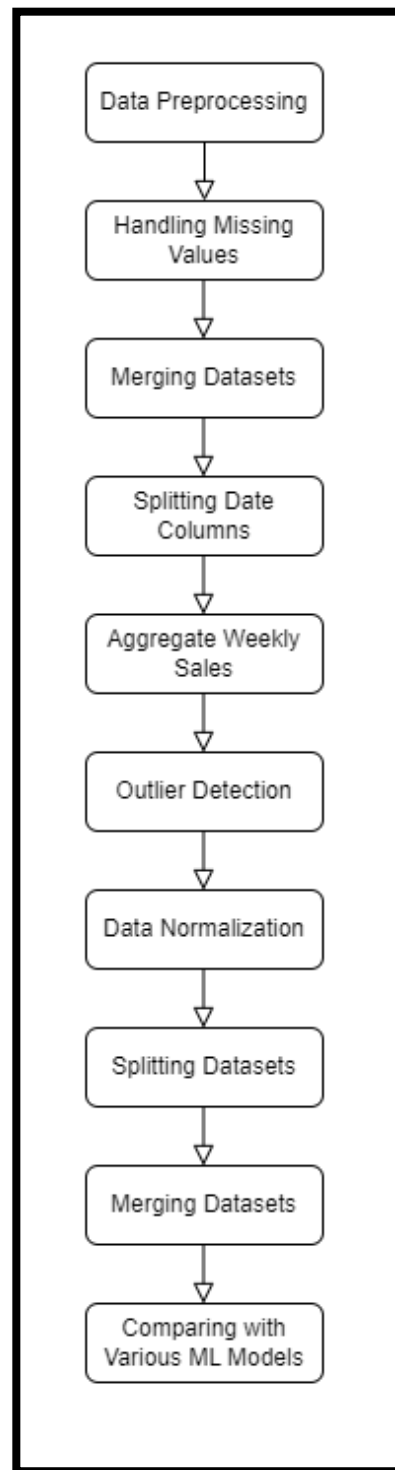 Data Preprocessing
Handling Missing
Values
Merging Datasets
Splitting Date
Columns
Aggregate Weekly
Sales
Outlier Detection
Data Normalization
Splitting Datasets
Merging Datasets
Comparing with
Various ML Models